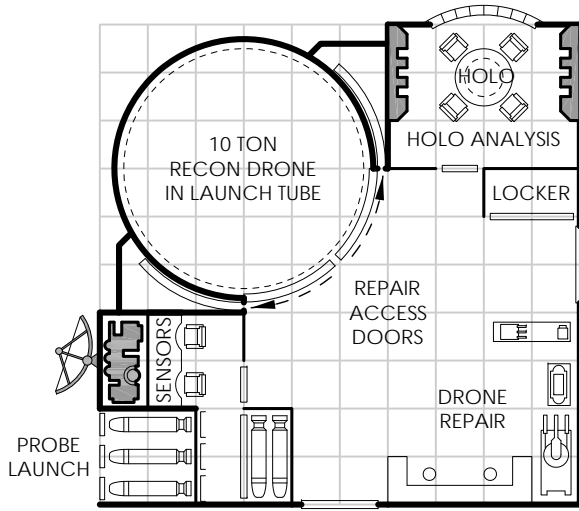 HOLO
HOLO ANALYSIS
10 TON
RECON DRONE
IN LAUNCH TUBE
LOCKER
REPAIR
ACCESS
DOORS
SENSORS
DRONE
REPAIR
PROBE
LAUNCH